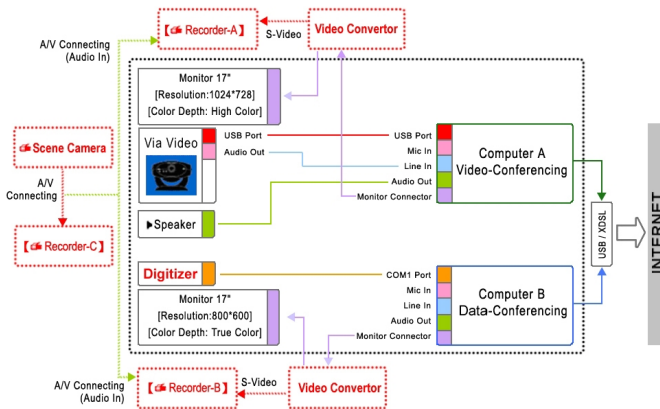 A/V Connecting
(Audio In)
【Recorder-A】
S-Video
Video Convertor
Monitor 17"
[Resolution:1024*728]
[Color Depth: High Color]
Via Video
USB Port
Audio Out
USB Port
Mic In
Line In
Audio Out
Monitor Connector
Computer A
Video-Conferencing
Scene Camera
A/V
Connecting
【Recorder-C】
Speaker
USB / XDSL
INTERNET
Digitizer
COM1 Port
Mic In
Line In
Audio Out
Monitor Connector
Computer B
Data-Conferencing
Monitor 17"
[Resolution:800*600]
[Color Depth: True Color]
A/V Connecting
(Audio In)
【Recorder-B】
S-Video
Video Convertor